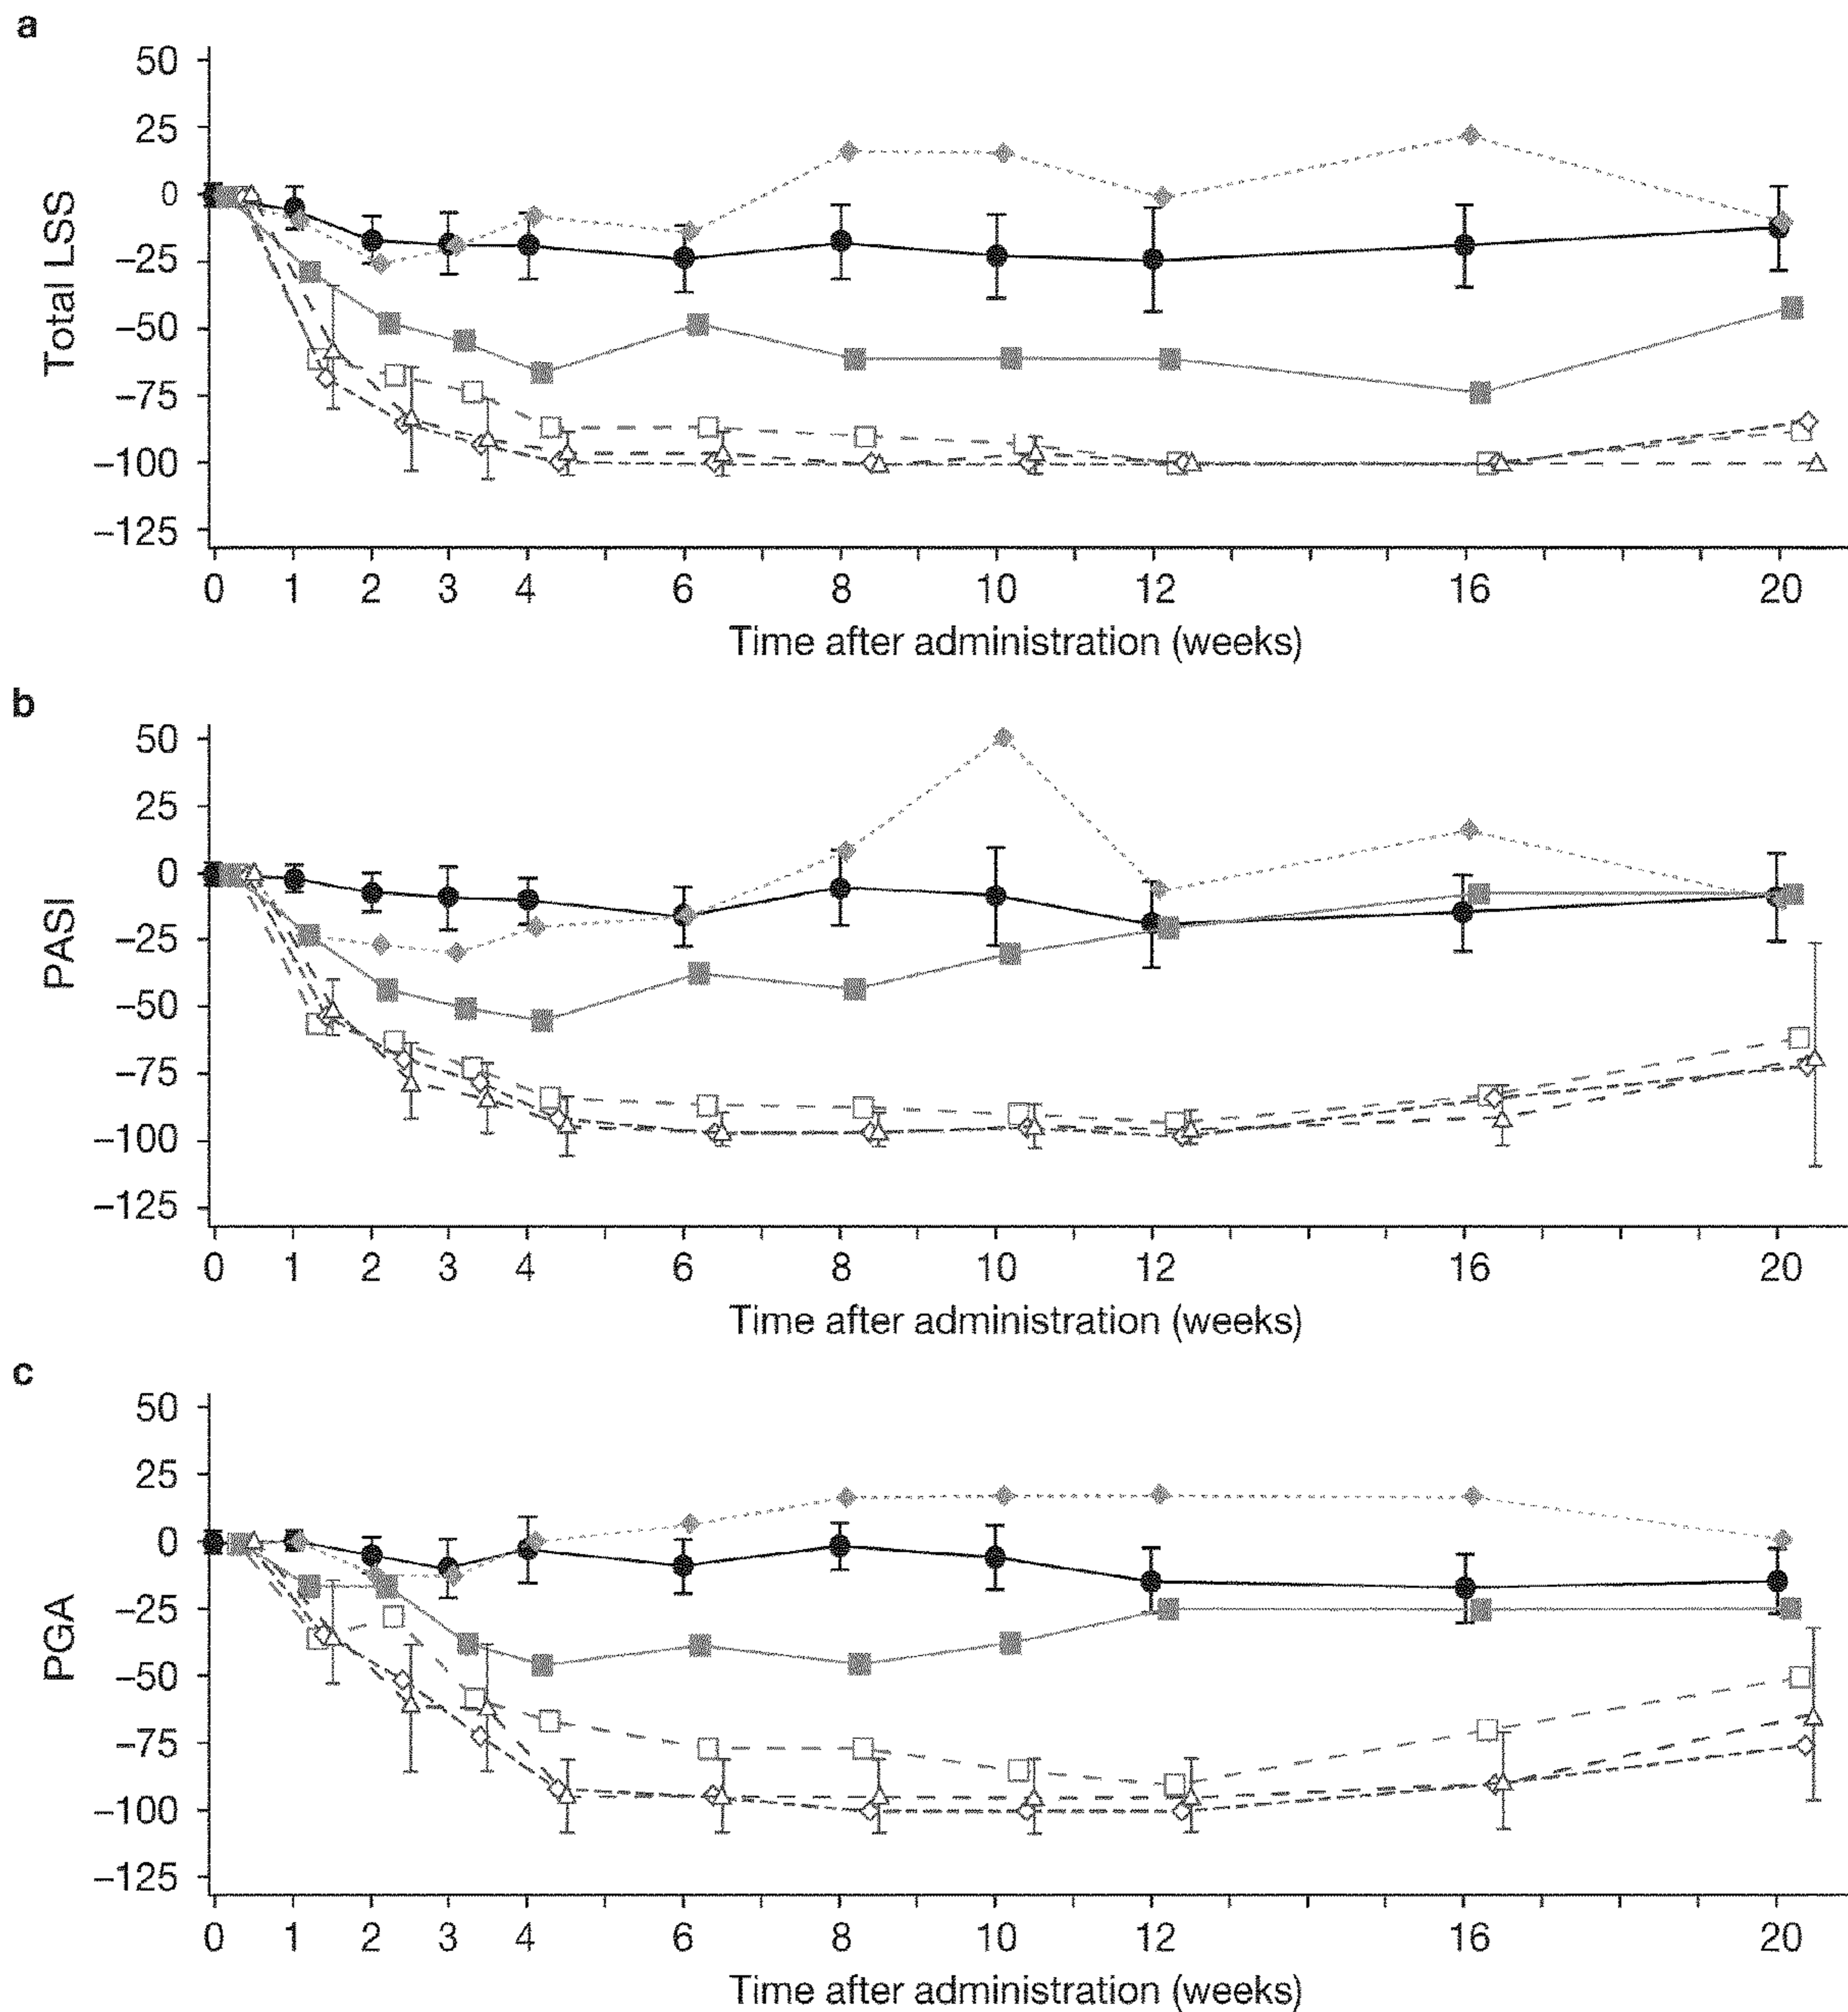 a
50
25
0
−25
−50
−75
−100
−125
Total LSS
0 1 2 3 4 6 8 10 12 16 20
Time after administration (weeks)
b
50
25
0
−25
−50
−75
−100
−125
PASI
0 1 2 3 4 6 8 10 12 16 20
Time after administration (weeks)
c
50
25
0
−25
−50
−75
−100
−125
PGA
0 1 2 3 4 6 8 10 12 16 20
Time after administration (weeks)